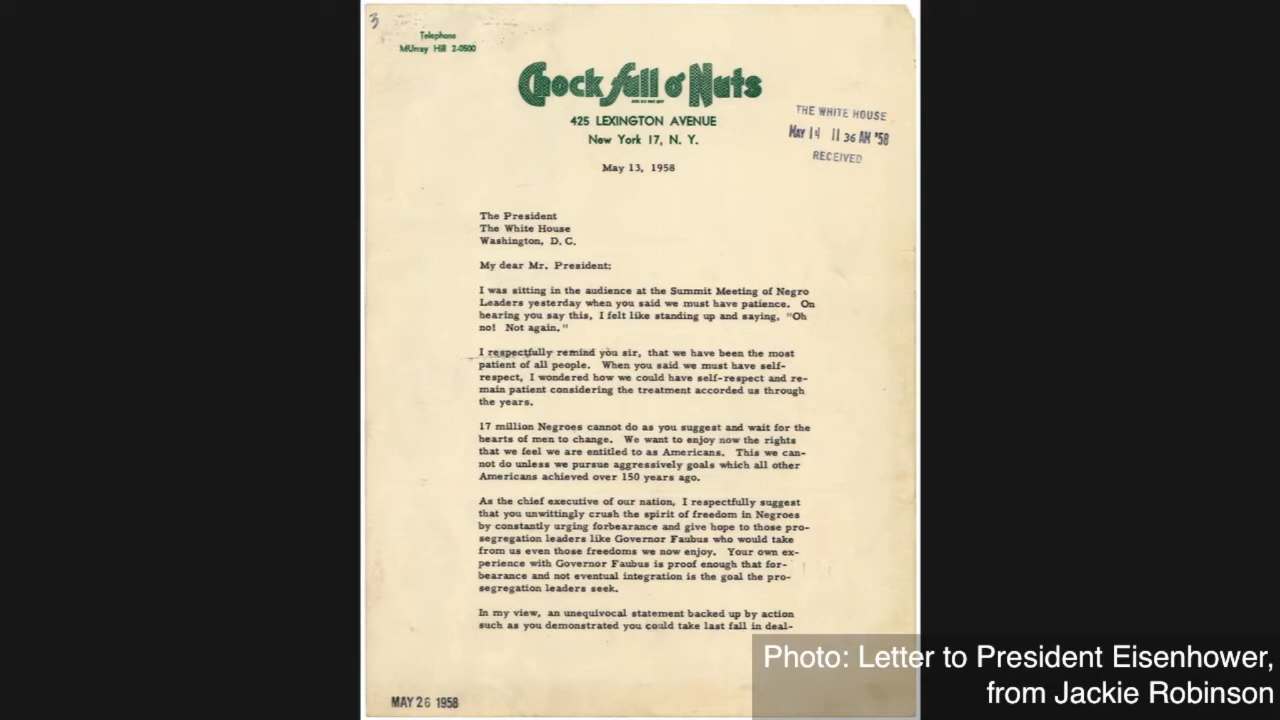 3
Telephone
MUrray Hill 2-0500
Chock full o' Nuts
425 LEXINGTON AVENUE
New York 17, N. Y.
THE WHITE HOUSE
MAY 14 11 36 AM '58
RECEIVED
May 13, 1958
The President
The White House
Washington, D. C.
My dear Mr. President:
I was sitting in the audience at the Summit Meeting of Negro
Leaders yesterday when you said we must have patience. On
hearing you say this, I felt like standing up and saying, "Oh
no! Not again."
I respectfully remind you sir, that we have been the most
patient of all people. When you said we must have self-
respect, I wondered how we could have self-respect and re-
main patient considering the treatment accorded us through
the years.
17 million Negroes cannot do as you suggest and wait for the
hearts of men to change. We want to enjoy now the rights
that we feel we are entitled to as Americans. This we can-
not do unless we pursue aggressively goals which all other
Americans achieved over 150 years ago.
As the chief executive of our nation, I respectfully suggest
that you unwittingly crush the spirit of freedom in Negroes
by constantly urging forbearance and give hope to those pro-
segregation leaders like Governor Faubus who would take
from us even those freedoms we now enjoy. Your own ex-
perience with Governor Faubus is proof enough that for-
bearance and not eventual integration is the goal the pro-
segregation leaders seek.
In my view, an unequivocal statement backed up by action
such as you demonstrated you could take last fall in deal-
MAY 26 1958
Photo: Letter to President Eisenhower,
from Jackie Robinson